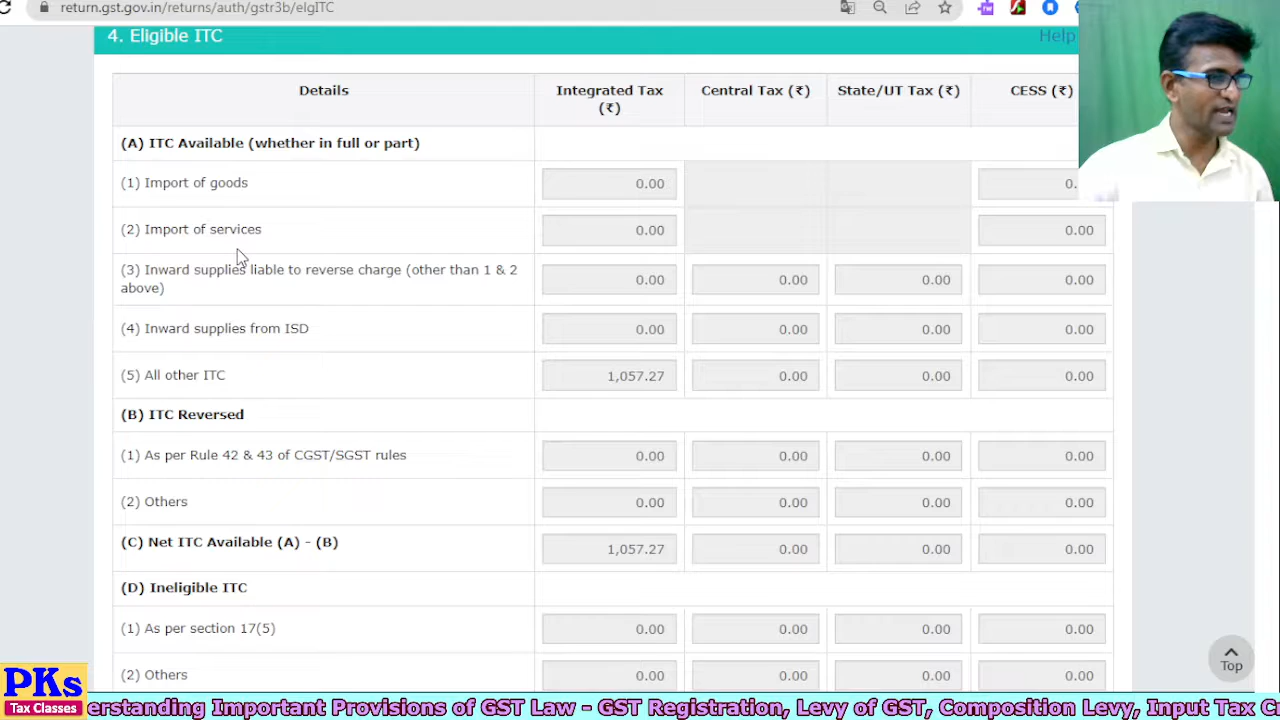 return.gst.gov.in/returns/auth/gstr3b/elgITC
4. Eligible ITC
Help
Details
Integrated Tax
(₹)
Central Tax (₹)
State/UT Tax (₹)
CESS (₹)
(A) ITC Available (whether in full or part)
(1) Import of goods
0.00
0.
(2) Import of services
0.00
0.00
(3) Inward supplies liable to reverse charge (other than 1 & 2
above)
0.00
0.00
0.00
0.00
(4) Inward supplies from ISD
0.00
0.00
0.00
0.00
(5) All other ITC
1,057.27
0.00
0.00
0.00
(B) ITC Reversed
(1) As per Rule 42 & 43 of CGST/SGST rules
0.00
0.00
0.00
0.00
(2) Others
0.00
0.00
0.00
0.00
(C) Net ITC Available (A) - (B)
1,057.27
0.00
0.00
0.00
(D) Ineligible ITC
(1) As per section 17(5)
0.00
0.00
0.00
0.00
(2) Others
0.00
0.00
0.00
0.00
Top
PKs
Tax Classes
erstanding Important Provisions of GST Law - GST Registration, Levy of GST, Composition Levy, Input Tax C